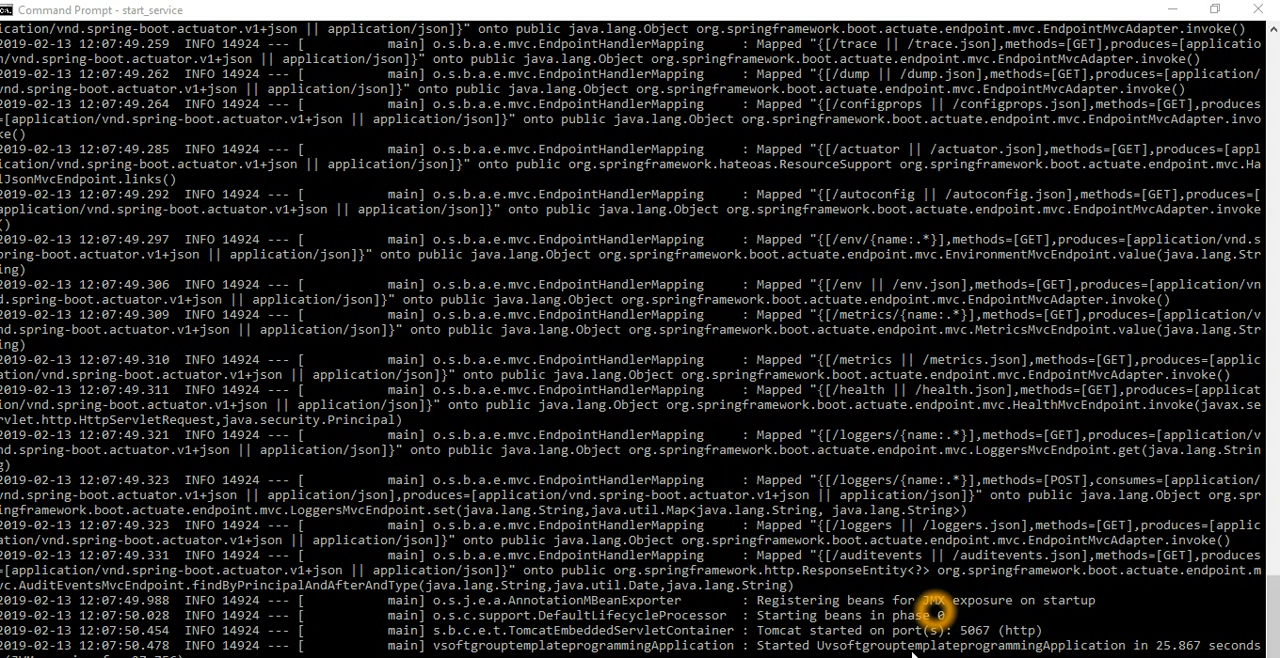 Command Prompt - start_service
ication/vnd.spring-boot.actuator.v1+json || application/json]}" onto public java.lang.Object org.springframework.boot.actuate.endpoint.mvc.EndpointMvcAdapter.invoke()
2019-02-13 12:07:49.259  INFO 14924 --- [           main] o.s.b.a.e.mvc.EndpointHandlerMapping     : Mapped "{[/trace || /trace.json],methods=[GET],produces=[applicatio
n/vnd.spring-boot.actuator.v1+json || application/json]}" onto public java.lang.Object org.springframework.boot.actuate.endpoint.mvc.EndpointMvcAdapter.invoke()
2019-02-13 12:07:49.262  INFO 14924 --- [           main] o.s.b.a.e.mvc.EndpointHandlerMapping     : Mapped "{[/dump || /dump.json],methods=[GET],produces=[application/
vnd.spring-boot.actuator.v1+json || application/json]}" onto public java.lang.Object org.springframework.boot.actuate.endpoint.mvc.EndpointMvcAdapter.invoke()
2019-02-13 12:07:49.264  INFO 14924 --- [           main] o.s.b.a.e.mvc.EndpointHandlerMapping     : Mapped "{[/configprops || /configprops.json],methods=[GET],produces
=[application/vnd.spring-boot.actuator.v1+json || application/json]}" onto public java.lang.Object org.springframework.boot.actuate.endpoint.mvc.EndpointMvcAdapter.invo
ke()
2019-02-13 12:07:49.285  INFO 14924 --- [           main] o.s.b.a.e.mvc.EndpointHandlerMapping     : Mapped "{[/actuator || /actuator.json],methods=[GET],produces=[appl
ication/vnd.spring-boot.actuator.v1+json || application/json]}" onto public org.springframework.hateoas.ResourceSupport org.springframework.boot.actuate.endpoint.mvc.Ha
lJsonMvcEndpoint.links()
2019-02-13 12:07:49.292  INFO 14924 --- [           main] o.s.b.a.e.mvc.EndpointHandlerMapping     : Mapped "{[/autoconfig || /autoconfig.json],methods=[GET],produces=[
application/vnd.spring-boot.actuator.v1+json || application/json]}" onto public java.lang.Object org.springframework.boot.actuate.endpoint.mvc.EndpointMvcAdapter.invoke
()
2019-02-13 12:07:49.297  INFO 14924 --- [           main] o.s.b.a.e.mvc.EndpointHandlerMapping     : Mapped "{[/env/{name:.*}],methods=[GET],produces=[application/vnd.s
pring-boot.actuator.v1+json || application/json]}" onto public java.lang.Object org.springframework.boot.actuate.endpoint.mvc.EnvironmentMvcEndpoint.value(java.lang.Str
ing)
2019-02-13 12:07:49.306  INFO 14924 --- [           main] o.s.b.a.e.mvc.EndpointHandlerMapping     : Mapped "{[/env || /env.json],methods=[GET],produces=[application/vn
d.spring-boot.actuator.v1+json || application/json]}" onto public java.lang.Object org.springframework.boot.actuate.endpoint.mvc.EndpointMvcAdapter.invoke()
2019-02-13 12:07:49.309  INFO 14924 --- [           main] o.s.b.a.e.mvc.EndpointHandlerMapping     : Mapped "{[/metrics/{name:.*}],methods=[GET],produces=[application/v
nd.spring-boot.actuator.v1+json || application/json]}" onto public java.lang.Object org.springframework.boot.actuate.endpoint.mvc.MetricsMvcEndpoint.value(java.lang.Str
ing)
2019-02-13 12:07:49.310  INFO 14924 --- [           main] o.s.b.a.e.mvc.EndpointHandlerMapping     : Mapped "{[/metrics || /metrics.json],methods=[GET],produces=[applic
ation/vnd.spring-boot.actuator.v1+json || application/json]}" onto public java.lang.Object org.springframework.boot.actuate.endpoint.mvc.EndpointMvcAdapter.invoke()
2019-02-13 12:07:49.311  INFO 14924 --- [           main] o.s.b.a.e.mvc.EndpointHandlerMapping     : Mapped "{[/health || /health.json],methods=[GET],produces=[applicat
ion/vnd.spring-boot.actuator.v1+json || application/json]}" onto public java.lang.Object org.springframework.boot.actuate.endpoint.mvc.HealthMvcEndpoint.invoke(javax.se
rvlet.http.HttpServletRequest,java.security.Principal)
2019-02-13 12:07:49.321  INFO 14924 --- [           main] o.s.b.a.e.mvc.EndpointHandlerMapping     : Mapped "{[/loggers/{name:.*}],methods=[GET],produces=[application/v
nd.spring-boot.actuator.v1+json || application/json]}" onto public java.lang.Object org.springframework.boot.actuate.endpoint.mvc.LoggersMvcEndpoint.get(java.lang.Strin
g)
2019-02-13 12:07:49.323  INFO 14924 --- [           main] o.s.b.a.e.mvc.EndpointHandlerMapping     : Mapped "{[/loggers/{name:.*}],methods=[POST],consumes=[application/
vnd.spring-boot.actuator.v1+json || application/json],produces=[application/vnd.spring-boot.actuator.v1+json || application/json]}" onto public java.lang.Object org.spr
ingframework.boot.actuate.endpoint.mvc.LoggersMvcEndpoint.set(java.lang.String,java.util.Map<java.lang.String, java.lang.String>)
2019-02-13 12:07:49.323  INFO 14924 --- [           main] o.s.b.a.e.mvc.EndpointHandlerMapping     : Mapped "{[/loggers || /loggers.json],methods=[GET],produces=[applic
ation/vnd.spring-boot.actuator.v1+json || application/json]}" onto public java.lang.Object org.springframework.boot.actuate.endpoint.mvc.EndpointMvcAdapter.invoke()
2019-02-13 12:07:49.331  INFO 14924 --- [           main] o.s.b.a.e.mvc.EndpointHandlerMapping     : Mapped "{[/auditevents || /auditevents.json],methods=[GET],produces
=[application/vnd.spring-boot.actuator.v1+json || application/json]}" onto public org.springframework.http.ResponseEntity<?> org.springframework.boot.actuate.endpoint.m
vc.AuditEventsMvcEndpoint.findByPrincipalAndAfterAndType(java.lang.String,java.util.Date,java.lang.String)
2019-02-13 12:07:49.988  INFO 14924 --- [           main] o.s.j.e.a.AnnotationMBeanExporter        : Registering beans for JMX exposure on startup
2019-02-13 12:07:50.028  INFO 14924 --- [           main] o.s.c.support.DefaultLifecycleProcessor  : Starting beans in phase 0
2019-02-13 12:07:50.454  INFO 14924 --- [           main] s.b.c.e.t.TomcatEmbeddedServletContainer : Tomcat started on port(s): 5067 (http)
2019-02-13 12:07:50.478  INFO 14924 --- [           main] vsoftgrouptemplateprogrammingApplication : Started UvsoftgrouptemplateprogrammingApplication in 25.867 seconds